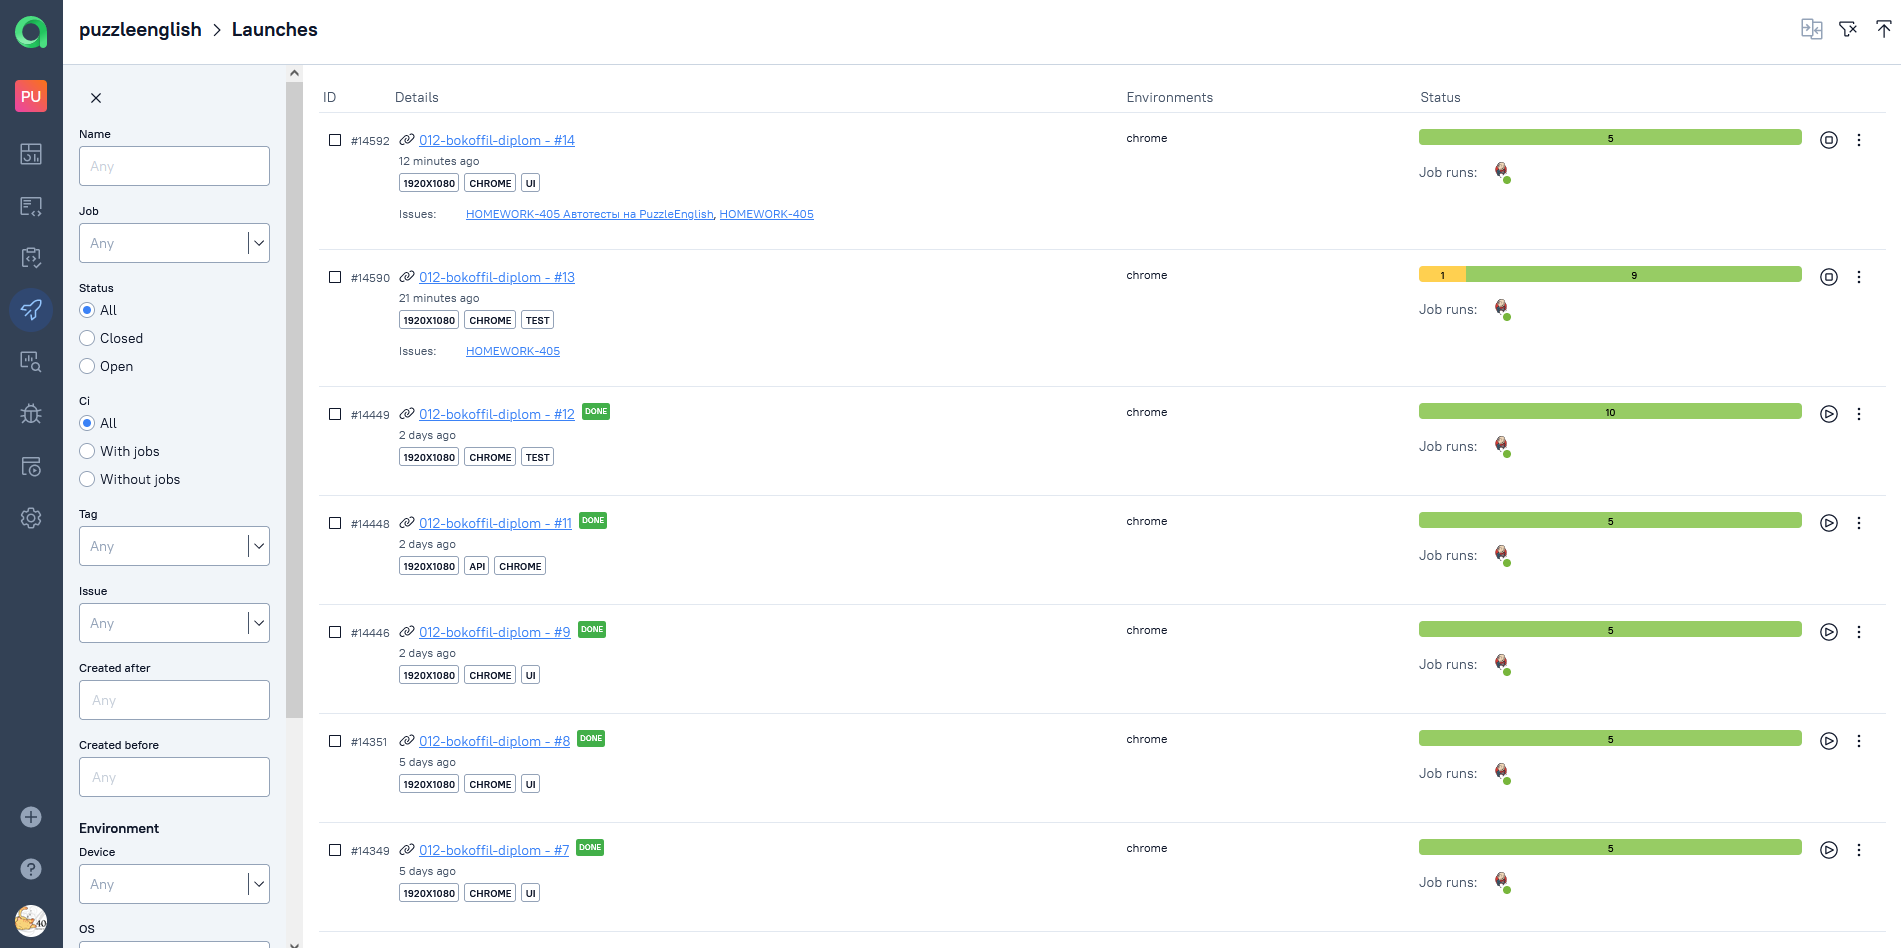 puzzleenglish > Launches
PU
Name
Any
Job
Any
Status
All
Closed
Open
Ci
All
With jobs
Without jobs
Tag
Any
Issue
Any
Created after
Any
Created before
Any
Environment
Device
Any
OS
ID Details Environments Status
#14592 012-bokoffil-diplom - #14 chrome 5
12 minutes ago
Job runs:
1920X1080 CHROME UI
Issues: HOMEWORK-405 Автотесты на PuzzleEnglish, HOMEWORK-405
#14590 012-bokoffil-diplom - #13 chrome 1 9
21 minutes ago
Job runs:
1920X1080 CHROME TEST
Issues: HOMEWORK-405
#14449 012-bokoffil-diplom - #12 DONE chrome 10
2 days ago
Job runs:
1920X1080 CHROME TEST
#14448 012-bokoffil-diplom - #11 DONE chrome 5
2 days ago
Job runs:
1920X1080 API CHROME
#14446 012-bokoffil-diplom - #9 DONE chrome 5
2 days ago
Job runs:
1920X1080 CHROME UI
#14351 012-bokoffil-diplom - #8 DONE chrome 5
5 days ago
Job runs:
1920X1080 CHROME UI
#14349 012-bokoffil-diplom - #7 DONE chrome 5
5 days ago
Job runs:
1920X1080 CHROME UI